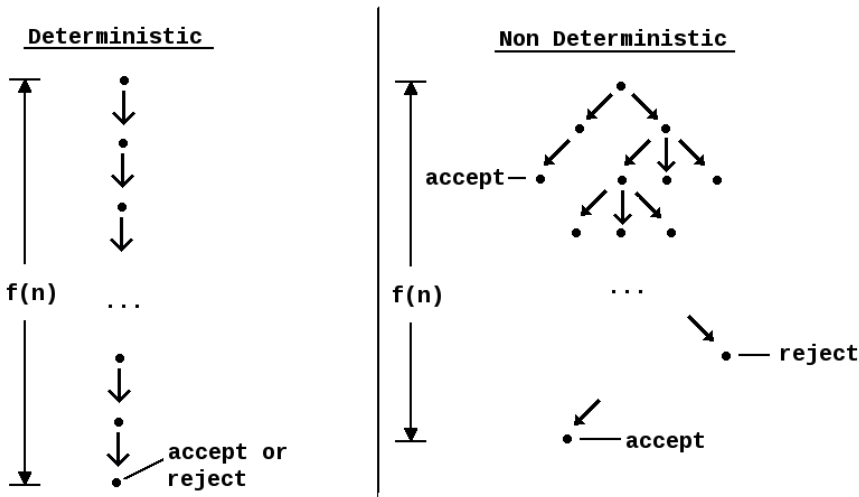 Deterministic
f(n)
...
accept or
reject
Non Deterministic
accept
f(n)
...
reject
accept